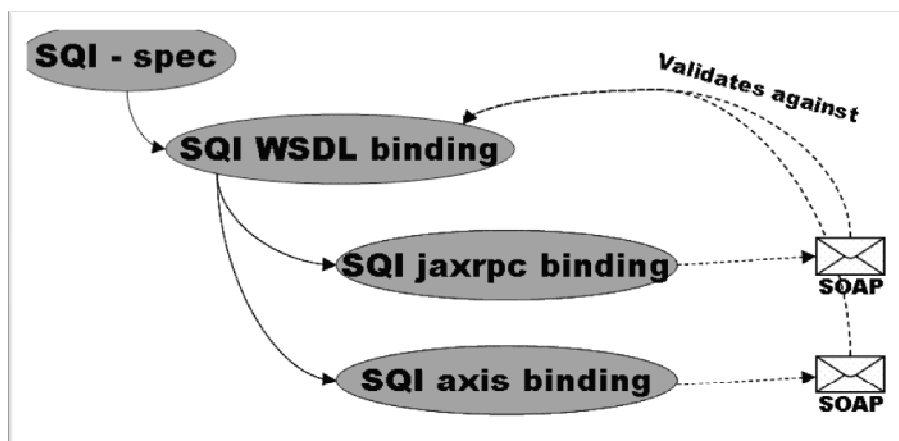 SQI - spec
Validates against
SQI WSDL binding
SQI jaxrpc binding
SOAP
SQI axis binding
SOAP